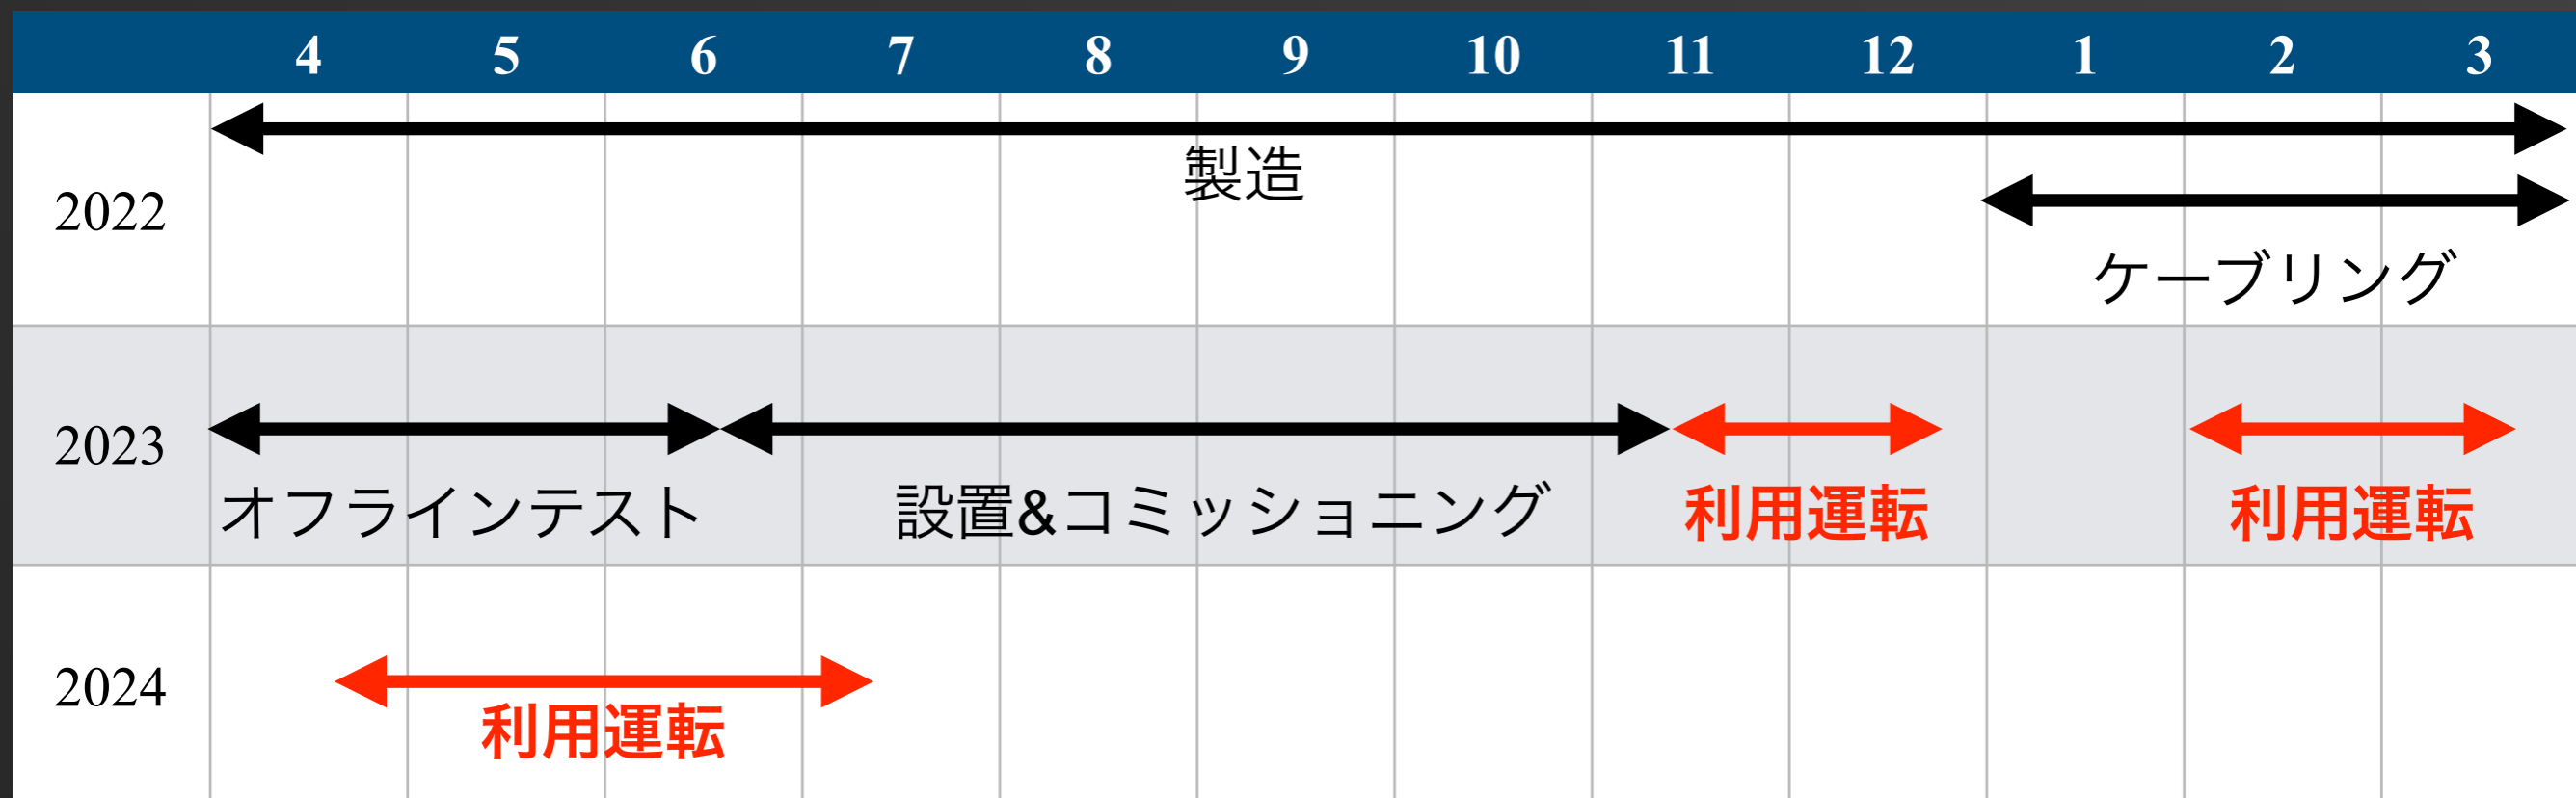 4 5 6 7 8 9 10 11 12 1 2 3
2022
製造
ケーブリング
2023
オフラインテスト 設置&コミッショニング 利用運転 利用運転
2024
利用運転